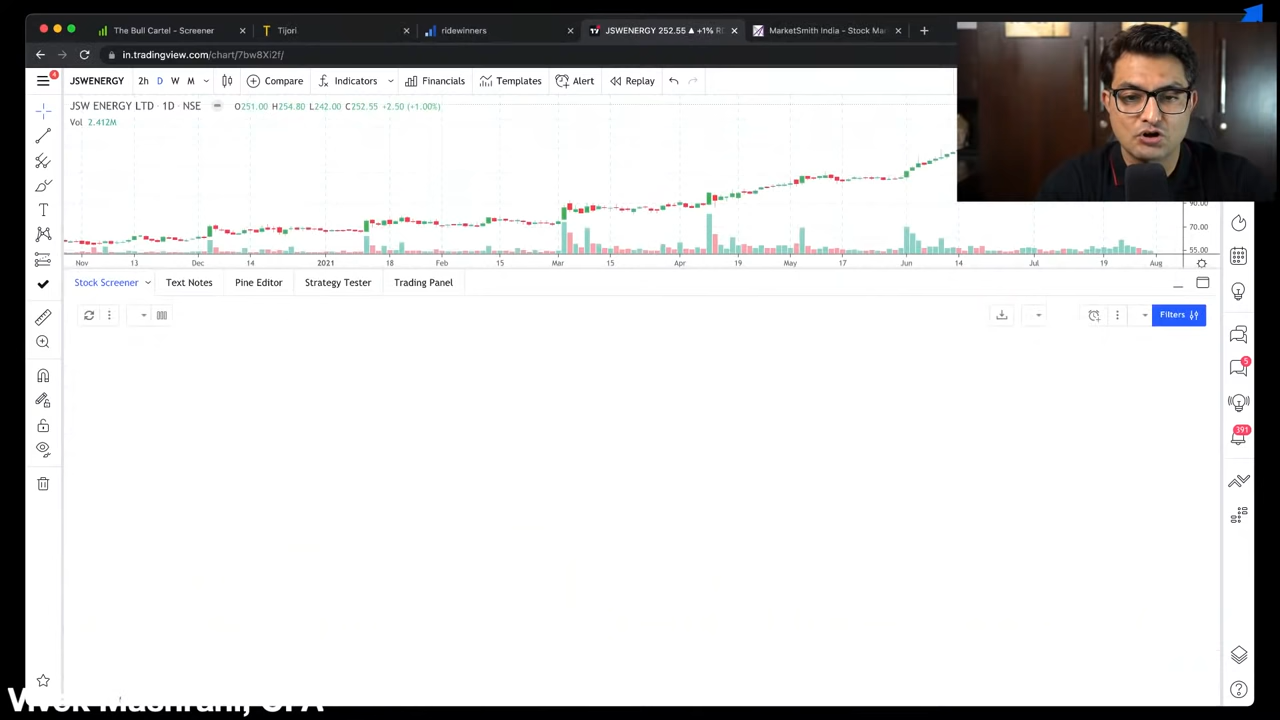 The Bull Cartel - Screener
Tijori
ridewinners
JSWENERGY 252.55 ▲ +1%
MarketSmith India - Stock Ma
in.tradingview.com/chart/7bw8Xi2f/
4
JSWENERGY
2h
D
W
M
Compare
Indicators
Financials
Templates
Alert
Replay
JSW ENERGY LTD · 1D · NSE
O251.00 H254.80 L242.00 C252.55 +2.50 (+1.00%)
Vol 2.412M
90.00
70.00
55.00
Nov 13 Dec 14 2021 18 Feb 15 Mar 15 Apr 19 May 17 Jun 14 Jul 19 Aug
Stock Screener
Text Notes
Pine Editor
Strategy Tester
Trading Panel
Filters
5
391